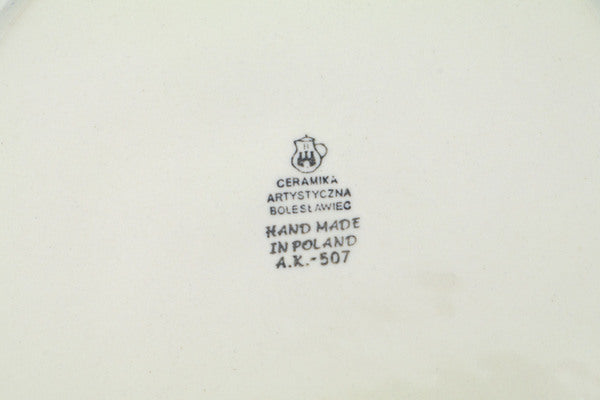 H
CERAMIKA
ARTYSTYCZNA
BOLESŁAWIEC
HAND MADE
IN POLAND
A.K.-507